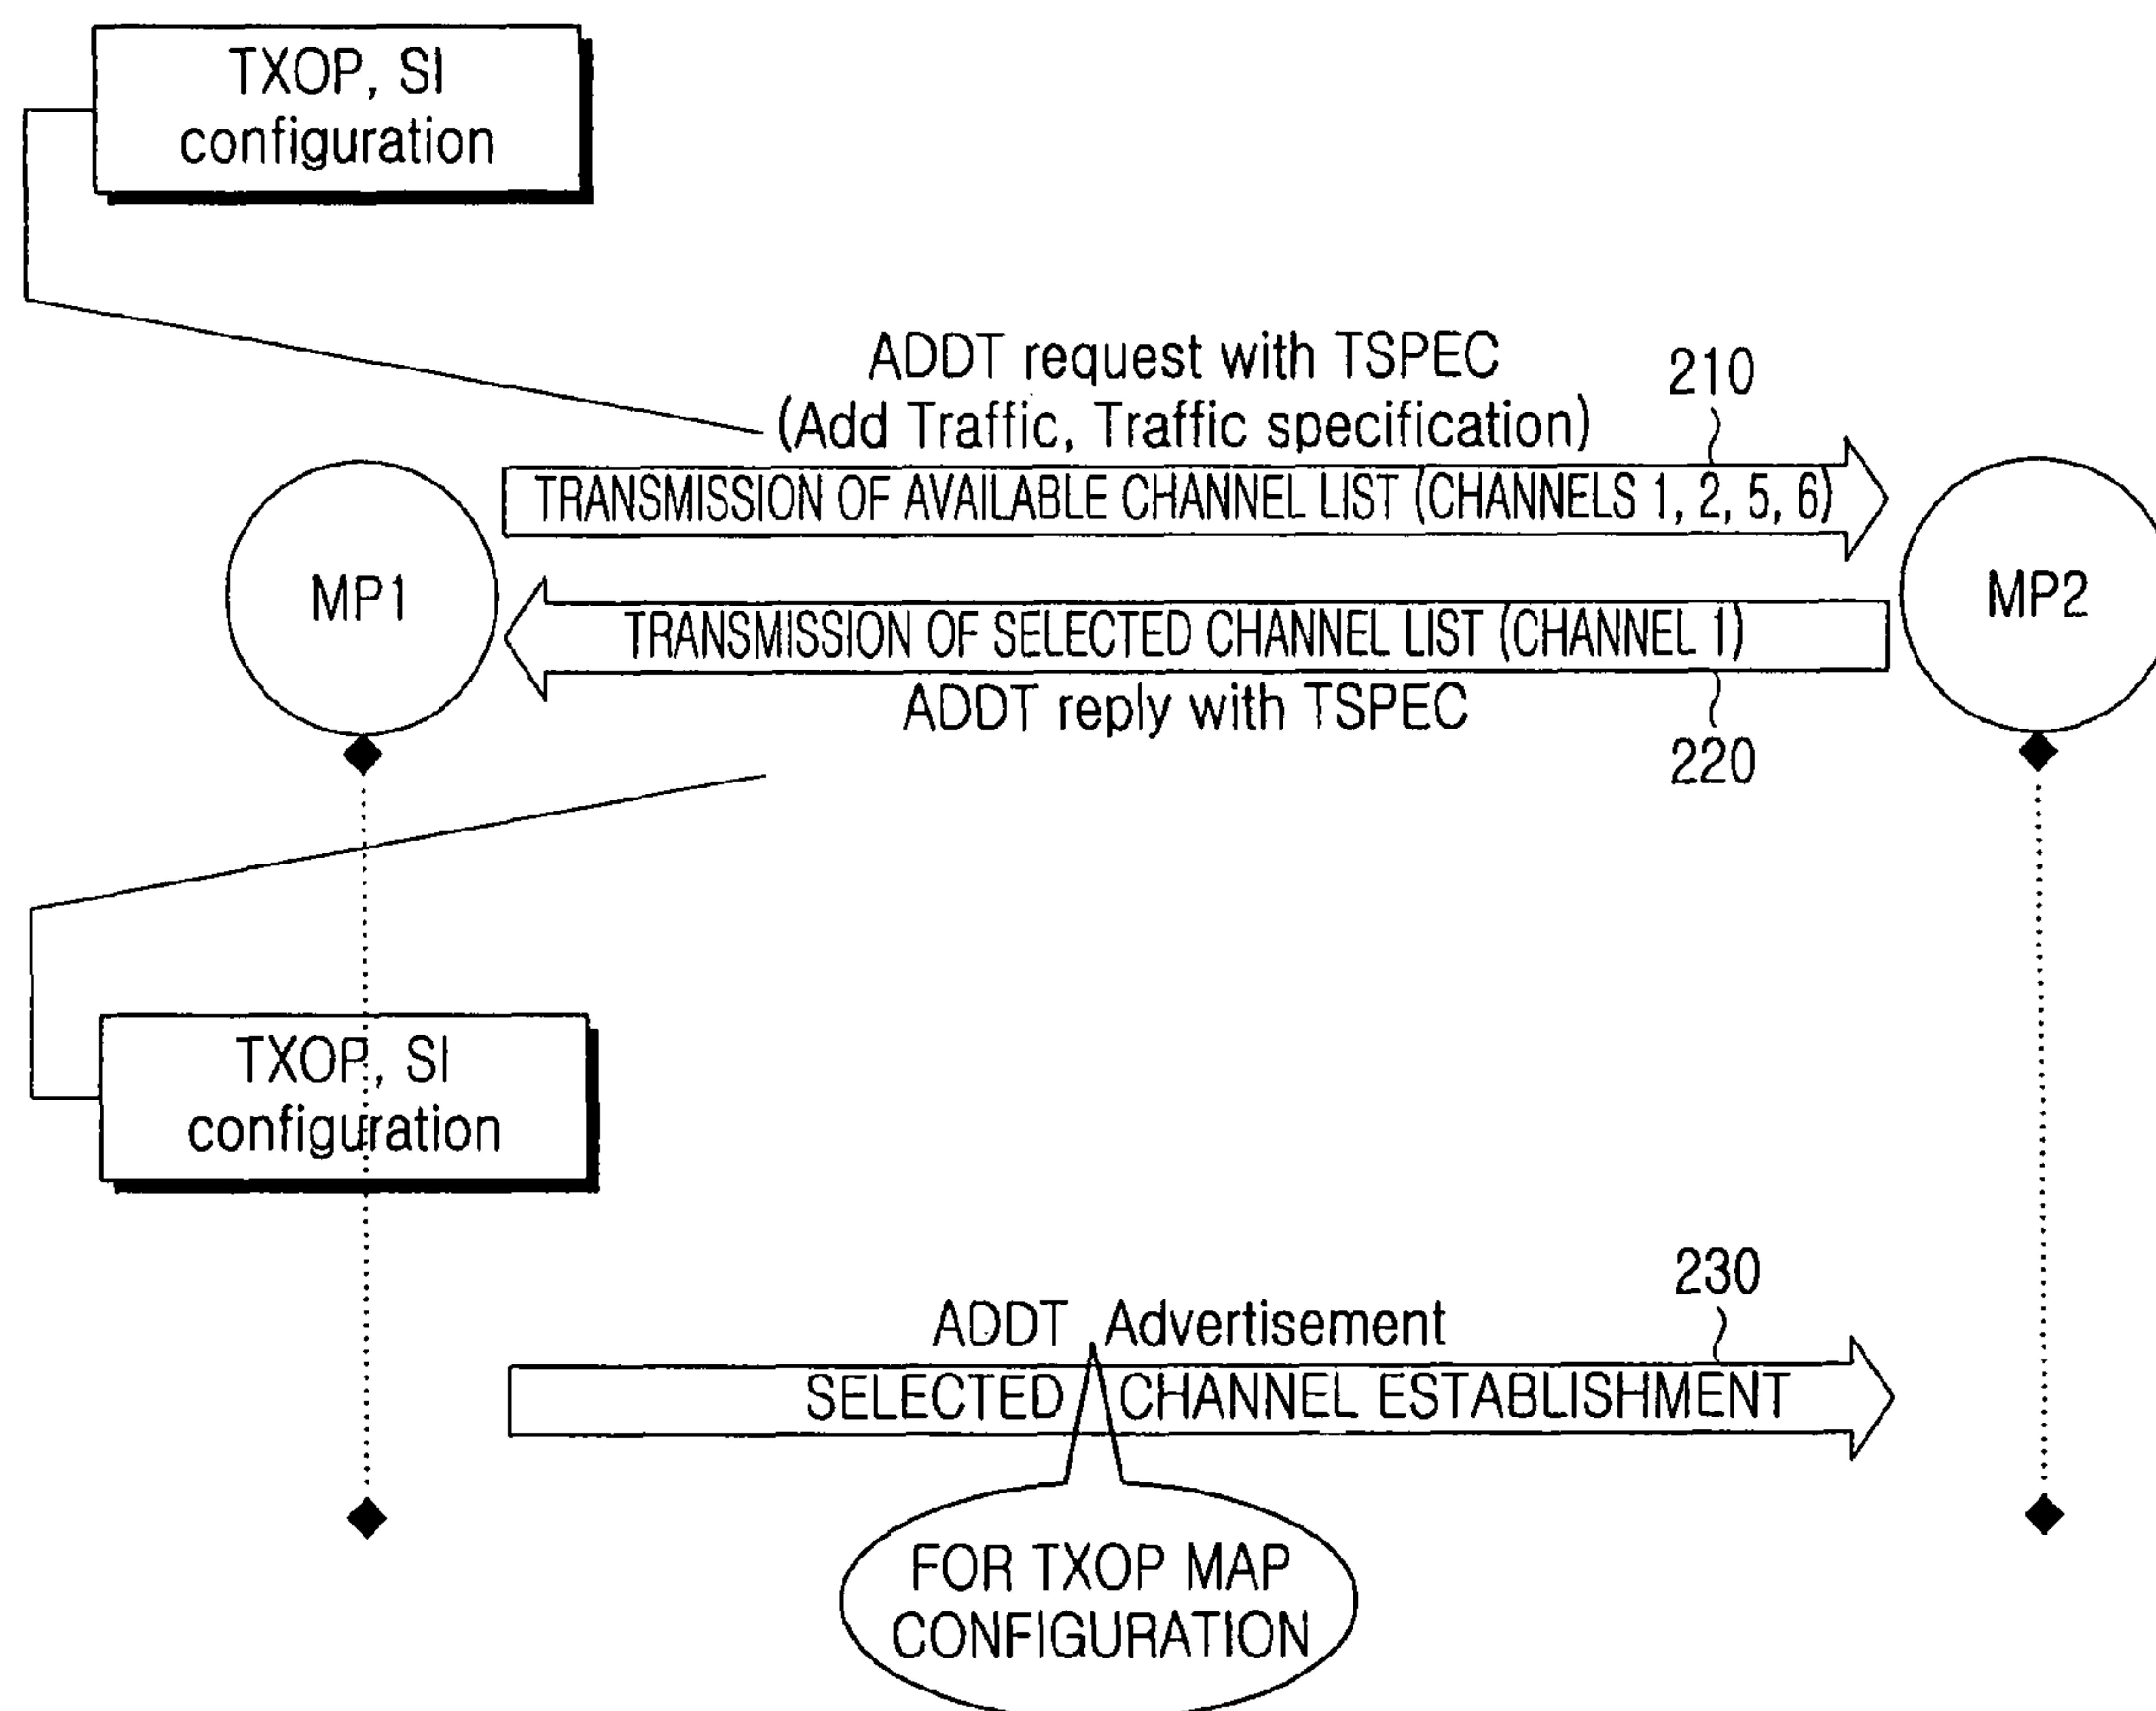 TXOP, SI
configuration
ADDT request with TSPEC
(Add Traffic, Traffic specification)
210
TRANSMISSION OF AVAILABLE CHANNEL LIST (CHANNELS 1, 2, 5, 6)
MP1
MP2
TRANSMISSION OF SELECTED CHANNEL LIST (CHANNEL 1)
ADDT reply with TSPEC
220
TXOP, SI
configuration
230
ADDT Advertisement
SELECTED CHANNEL ESTABLISHMENT
FOR TXOP MAP
CONFIGURATION